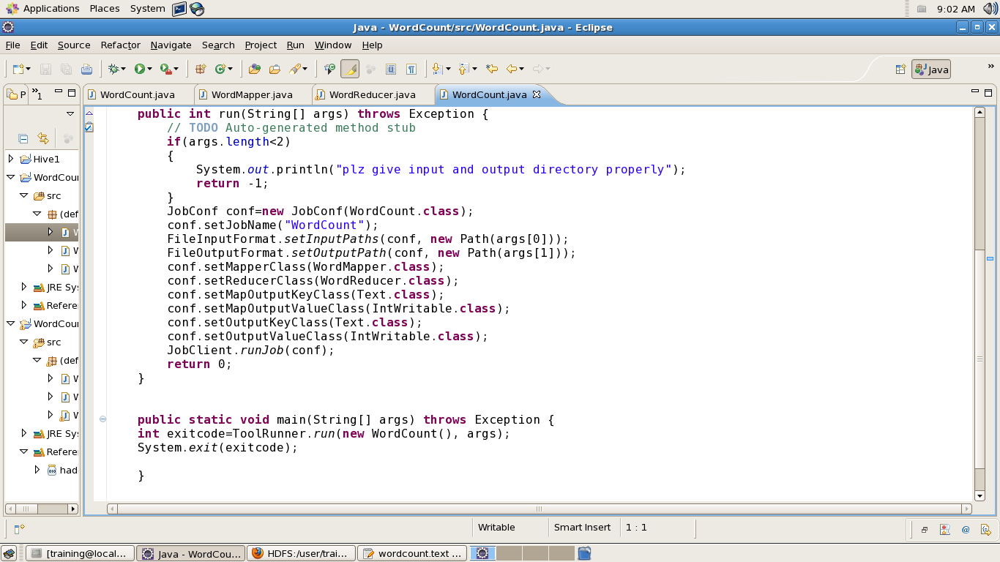 Applications Places System 9:02 AM
Java - WordCount/src/WordCount.java - Eclipse
File Edit Source Refactor Navigate Search Project Run Window Help
Java »
P »1 WordCount.java WordMapper.java WordReducer.java WordCount.java
public int run(String[] args) throws Exception {
// TODO Auto-generated method stub
if(args.length<2)
{
System.out.println("plz give input and output directory properly");
return -1;
}
JobConf conf=new JobConf(WordCount.class);
conf.setJobName("WordCount");
FileInputFormat.setInputPaths(conf, new Path(args[0]));
FileOutputFormat.setOutputPath(conf, new Path(args[1]));
conf.setMapperClass(WordMapper.class);
conf.setReducerClass(WordReducer.class);
conf.setMapOutputKeyClass(Text.class);
conf.setMapOutputValueClass(IntWritable.class);
conf.setOutputKeyClass(Text.class);
conf.setOutputValueClass(IntWritable.class);
JobClient.runJob(conf);
return 0;
}
public static void main(String[] args) throws Exception {
int exitcode=ToolRunner.run(new WordCount(), args);
System.exit(exitcode);
}
Hive1
WordCou
src
(def
W
W
W
JRE Sys
Refere
WordCou
src
(def
W
W
W
JRE Sys
Refere
had
Writable Smart Insert 1 : 1
[training@local... Java - WordCou... HDFS:/user/trai... wordcount.text ...